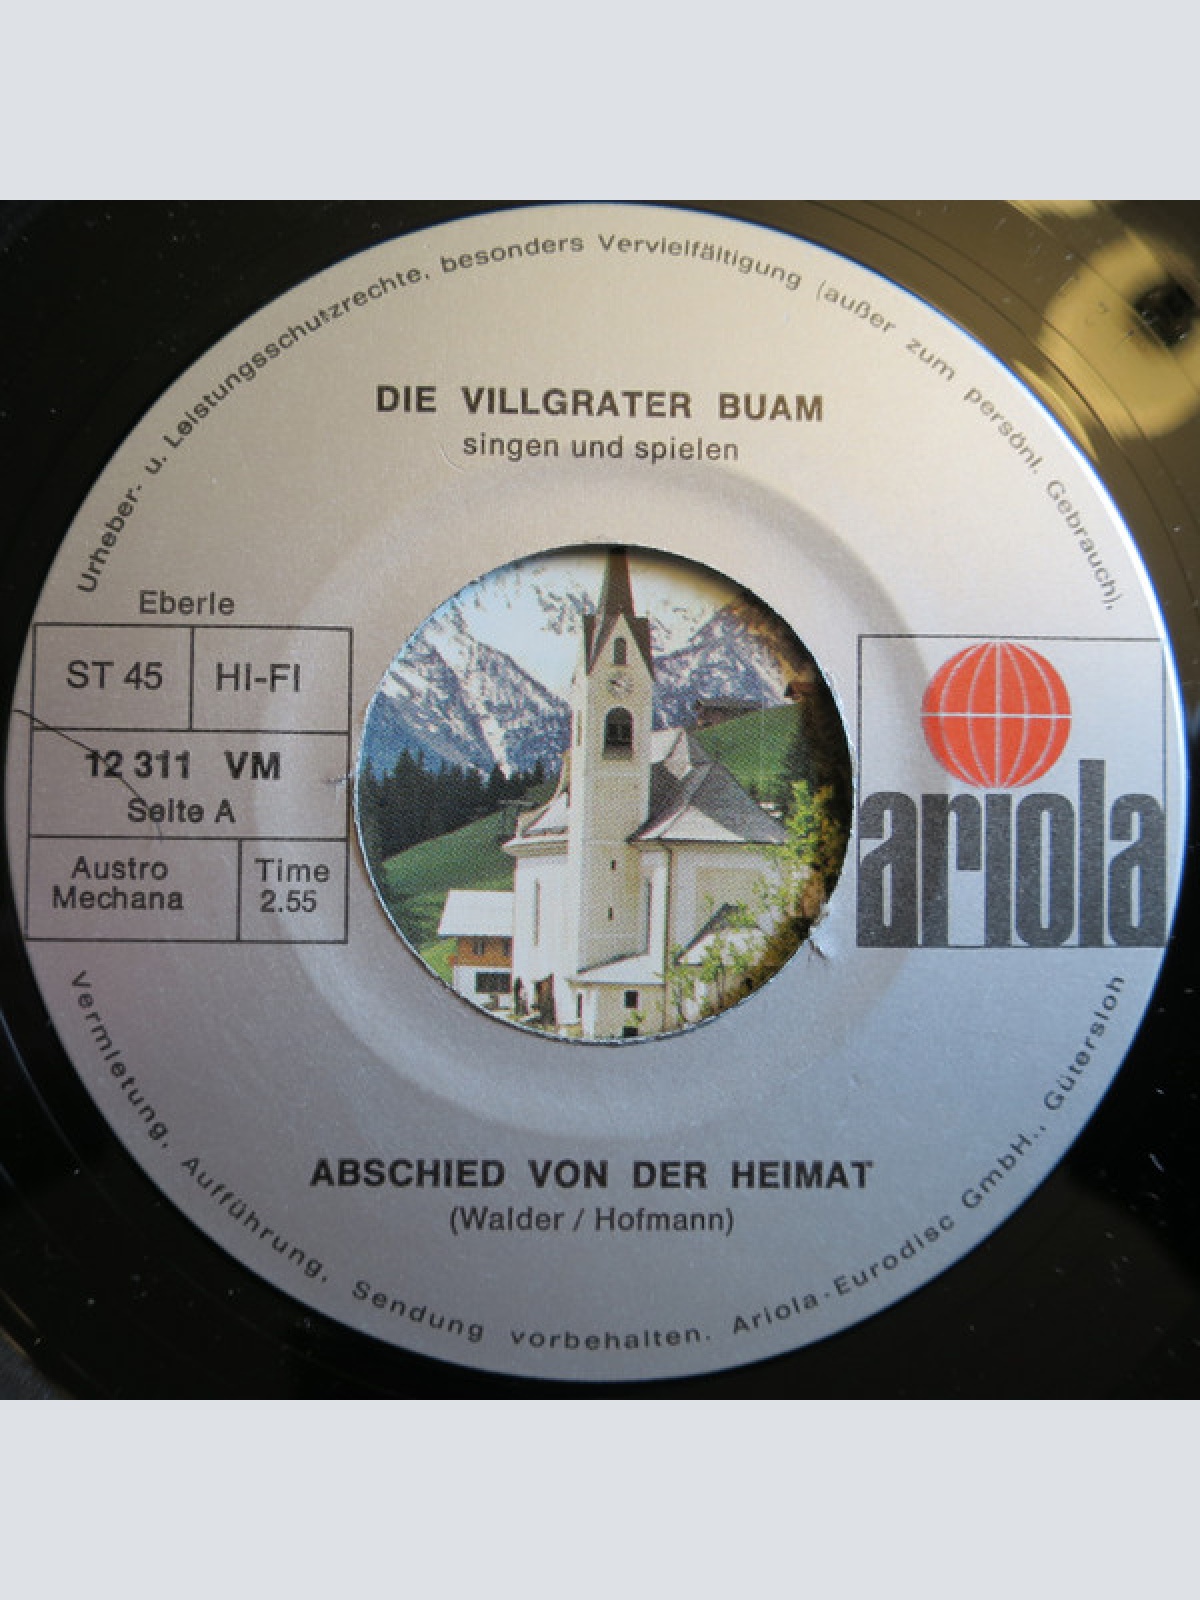 Urheber- u. Leistungsschutzrechte, besonders Vervielfältigung (außer zum persönl. Gebrauch),
DIE VILLGRATER BUAM
singen und spielen
Eberle
ST 45 HI-FI
12 311 VM
Seite A
Austro Mechana
Time 2.55
ariola
ABSCHIED VON DER HEIMAT
(Walder / Hofmann)
Vermietung, Aufführung, Sendung vorbehalten. Ariola-Eurodisc GmbH., Gütersloh